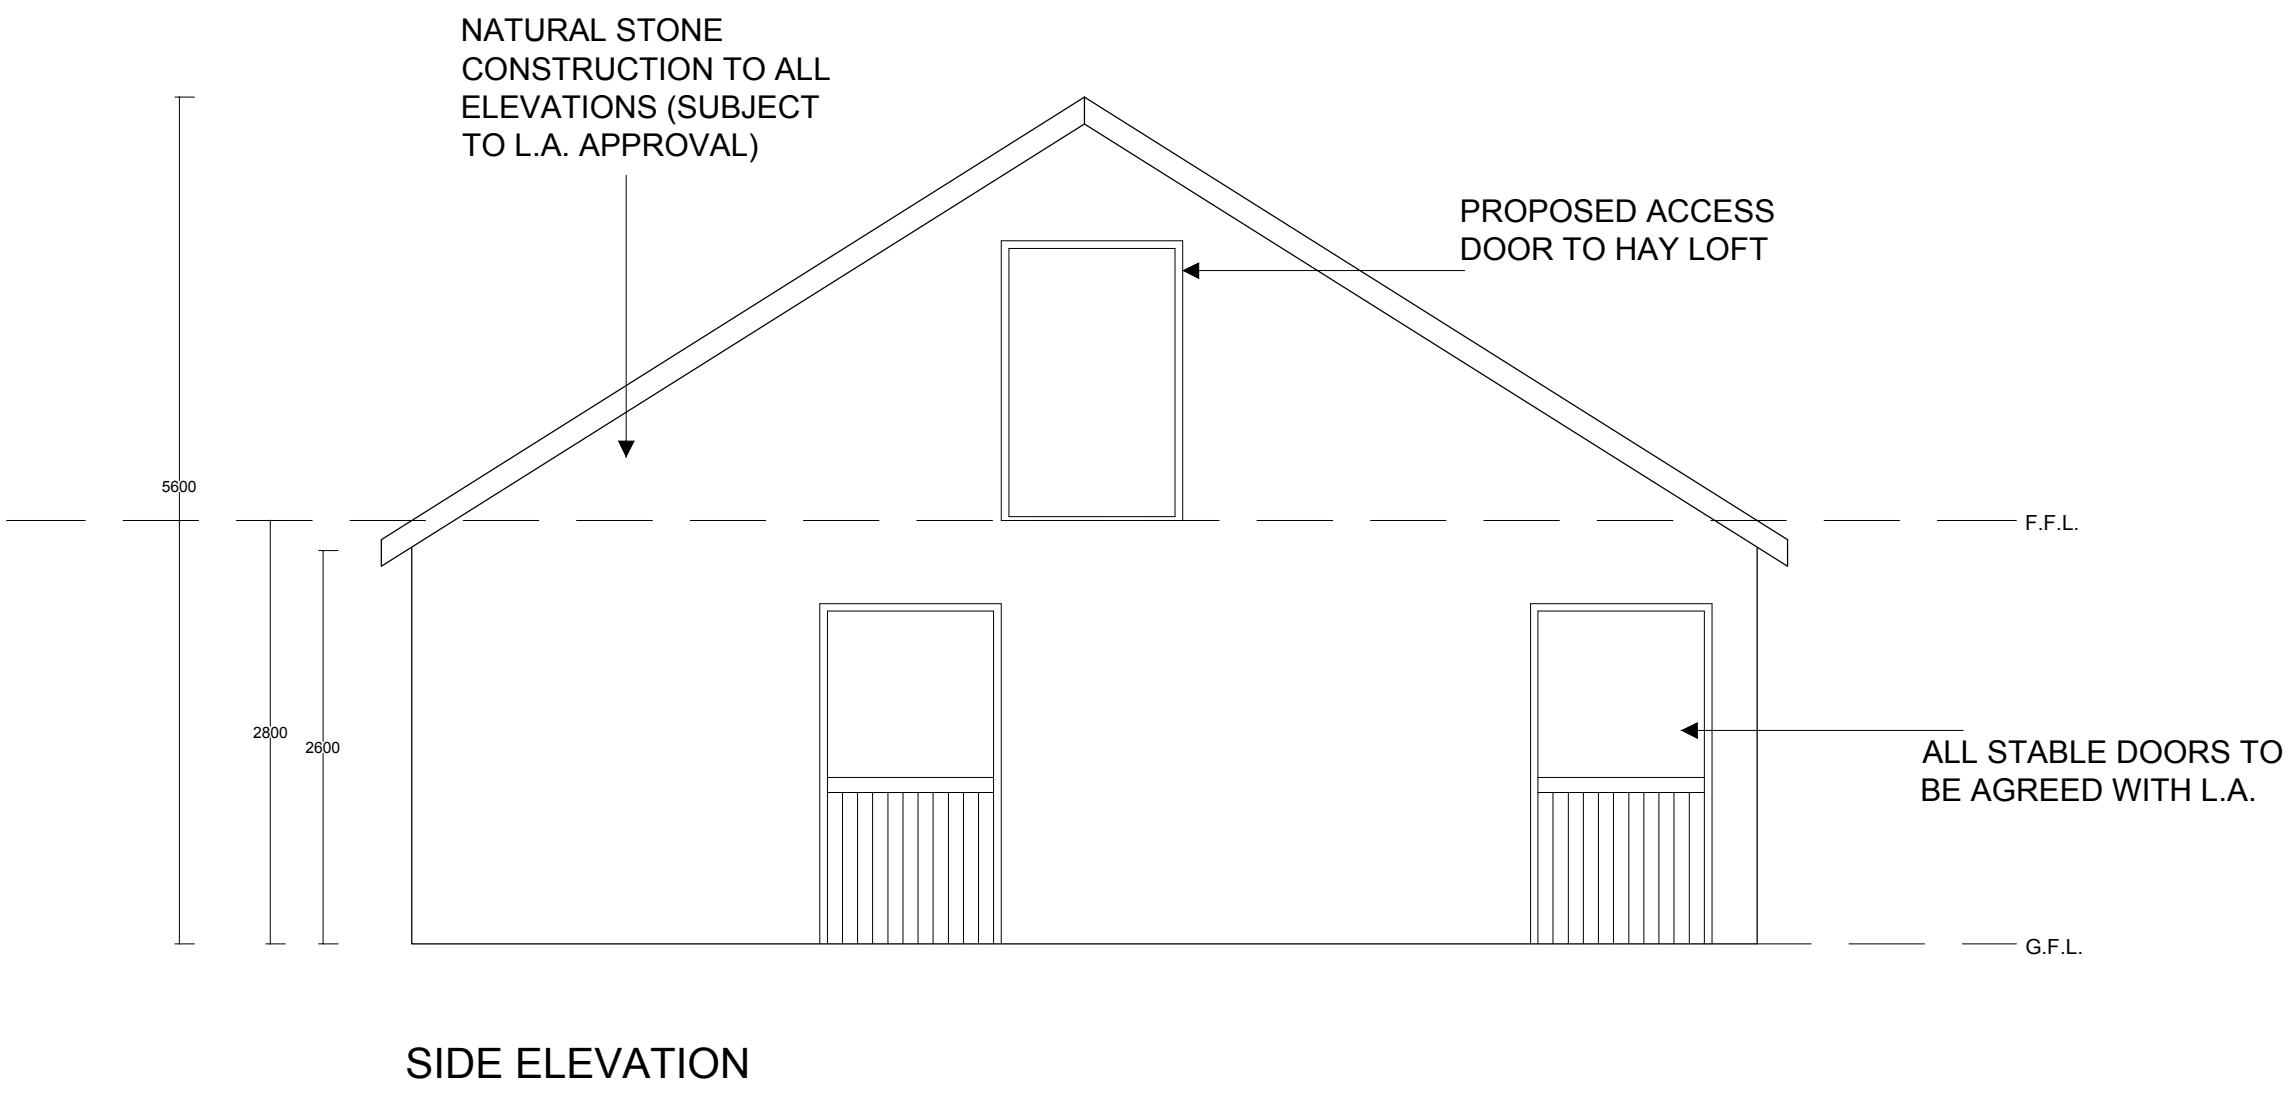 NATURAL STONE
CONSTRUCTION TO ALL
ELEVATIONS (SUBJECT
TO L.A. APPROVAL)
PROPOSED ACCESS
DOOR TO HAY LOFT
5600
F.F.L.
2800
2600
ALL STABLE DOORS TO
BE AGREED WITH L.A.
G.F.L.
SIDE ELEVATION